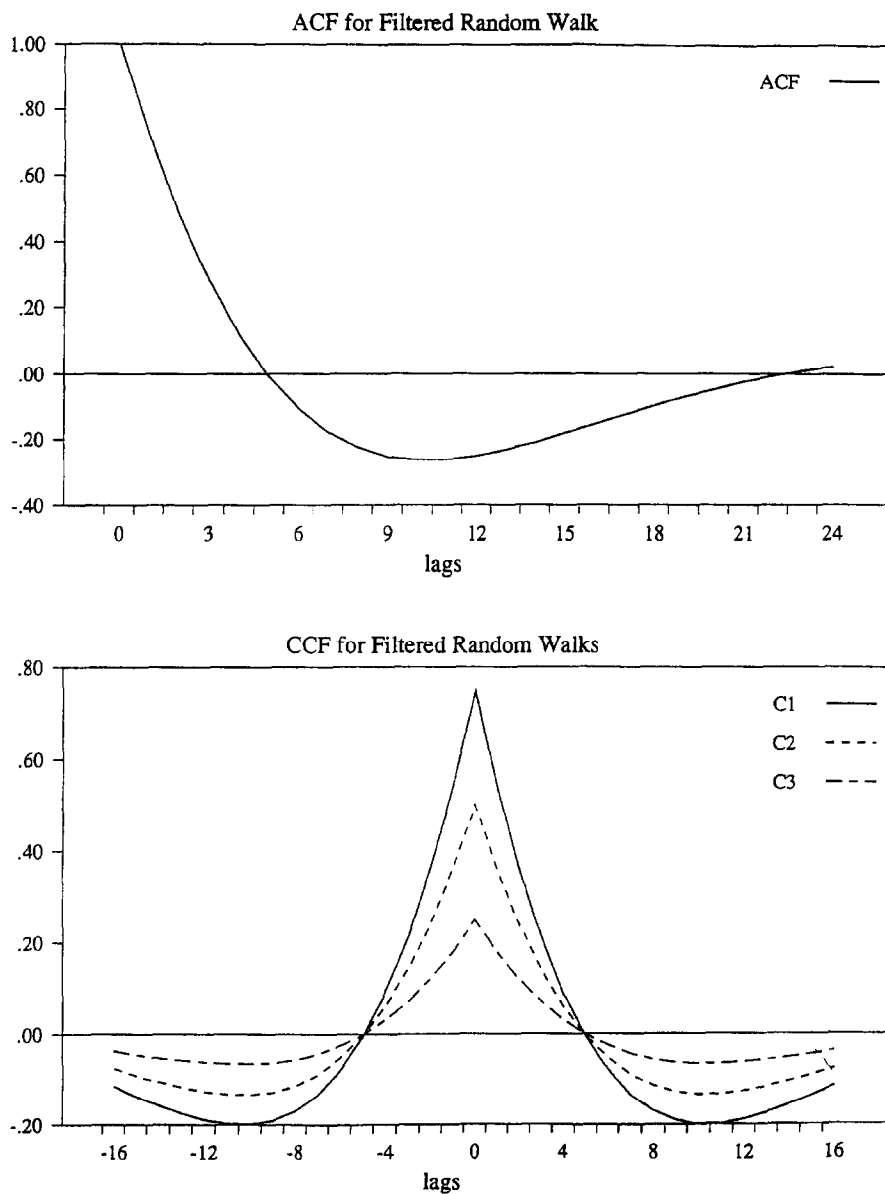 ACF for Filtered Random Walk
1.00
.80
.60
.40
.20
.00
-.20
-.40
ACF
0 3 6 9 12 15 18 21 24
lags
CCF for Filtered Random Walks
.80
.60
.40
.20
.00
-.20
C1
C2
C3
-16 -12 -8 -4 0 4 8 12 16
lags